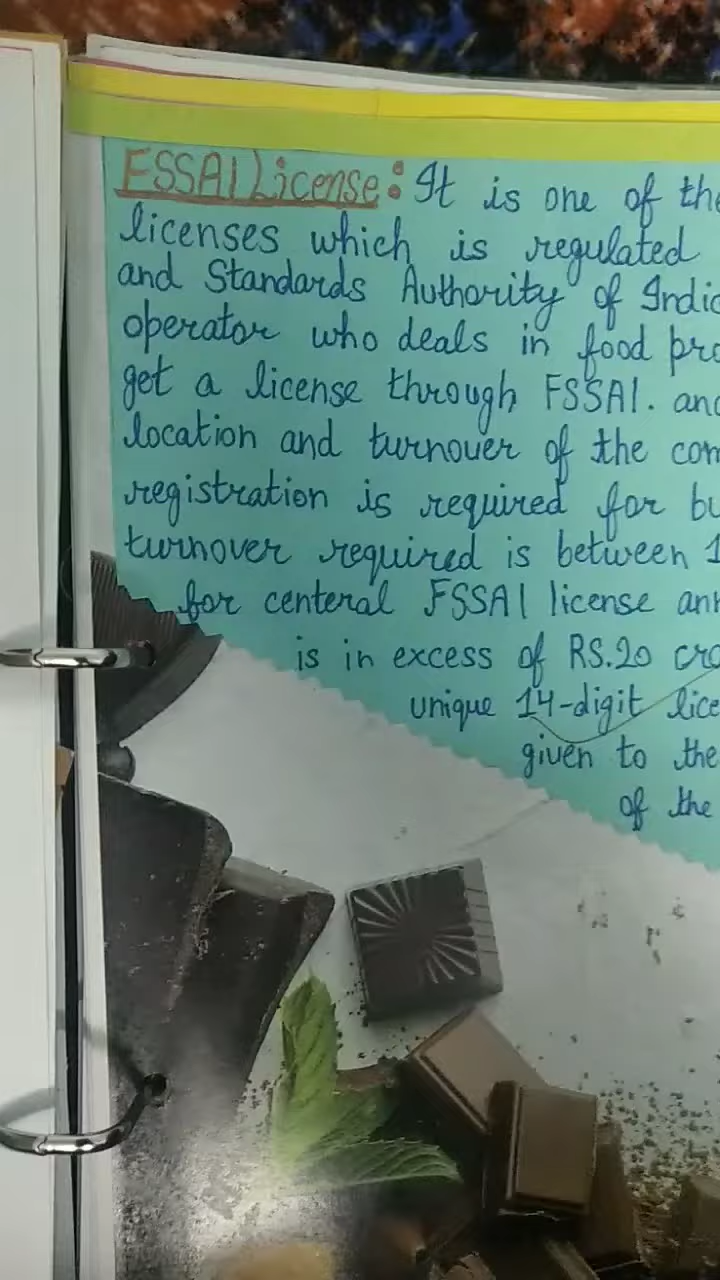 FSSAI License: It is one of the
licenses which is regulated
and Standards Authority of India
operator who deals in food
get a license through FSSAI. and
location and turnover of the
registration is required for
turnover required is between
for centeral FSSAI license
is in excess of RS.20
unique 14-digit
given to the
of the